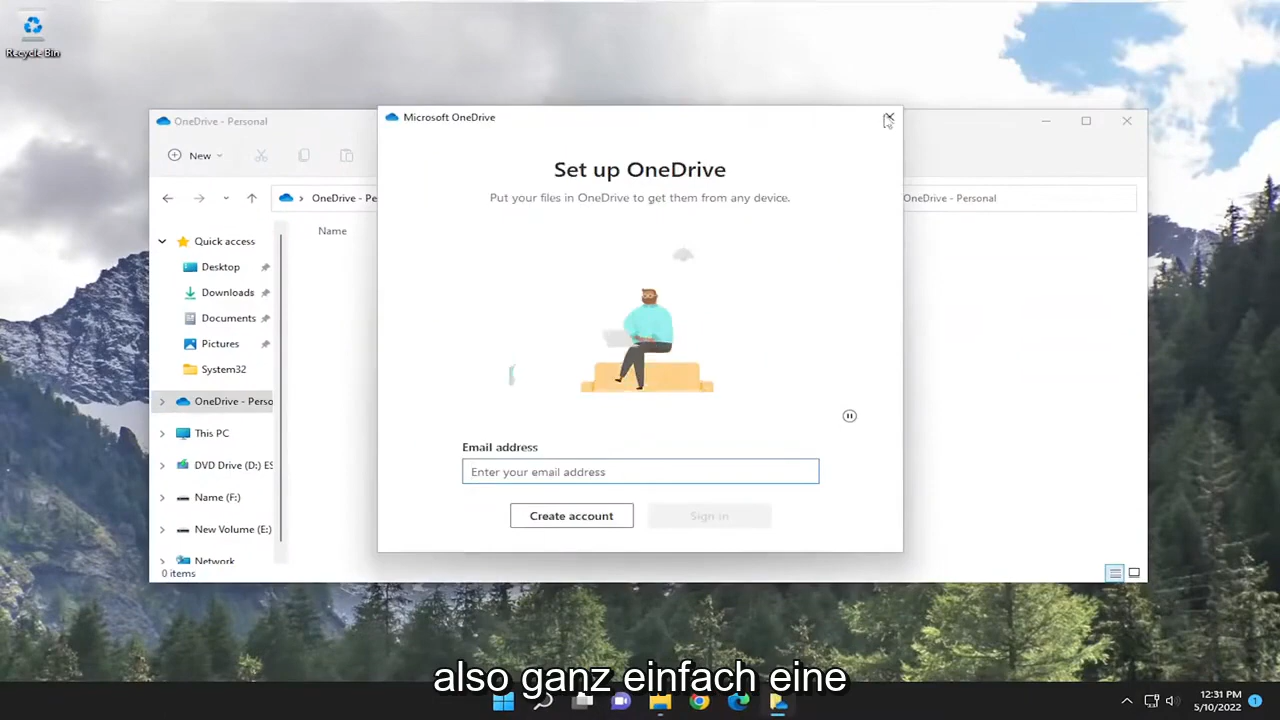 Recycle Bin
OneDrive - Personal
New
OneDrive - Pe
OneDrive - Personal
Name
Quick access
Desktop
Downloads
Documents
Pictures
System32
OneDrive - Perso
This PC
DVD Drive (D:) ES
Name (F:)
New Volume (E:)
Network
0 items
Microsoft OneDrive
Set up OneDrive
Put your files in OneDrive to get them from any device.
Email address
Enter your email address
Create account
Sign in
also ganz einfach eine
12:31 PM
5/10/2022
1